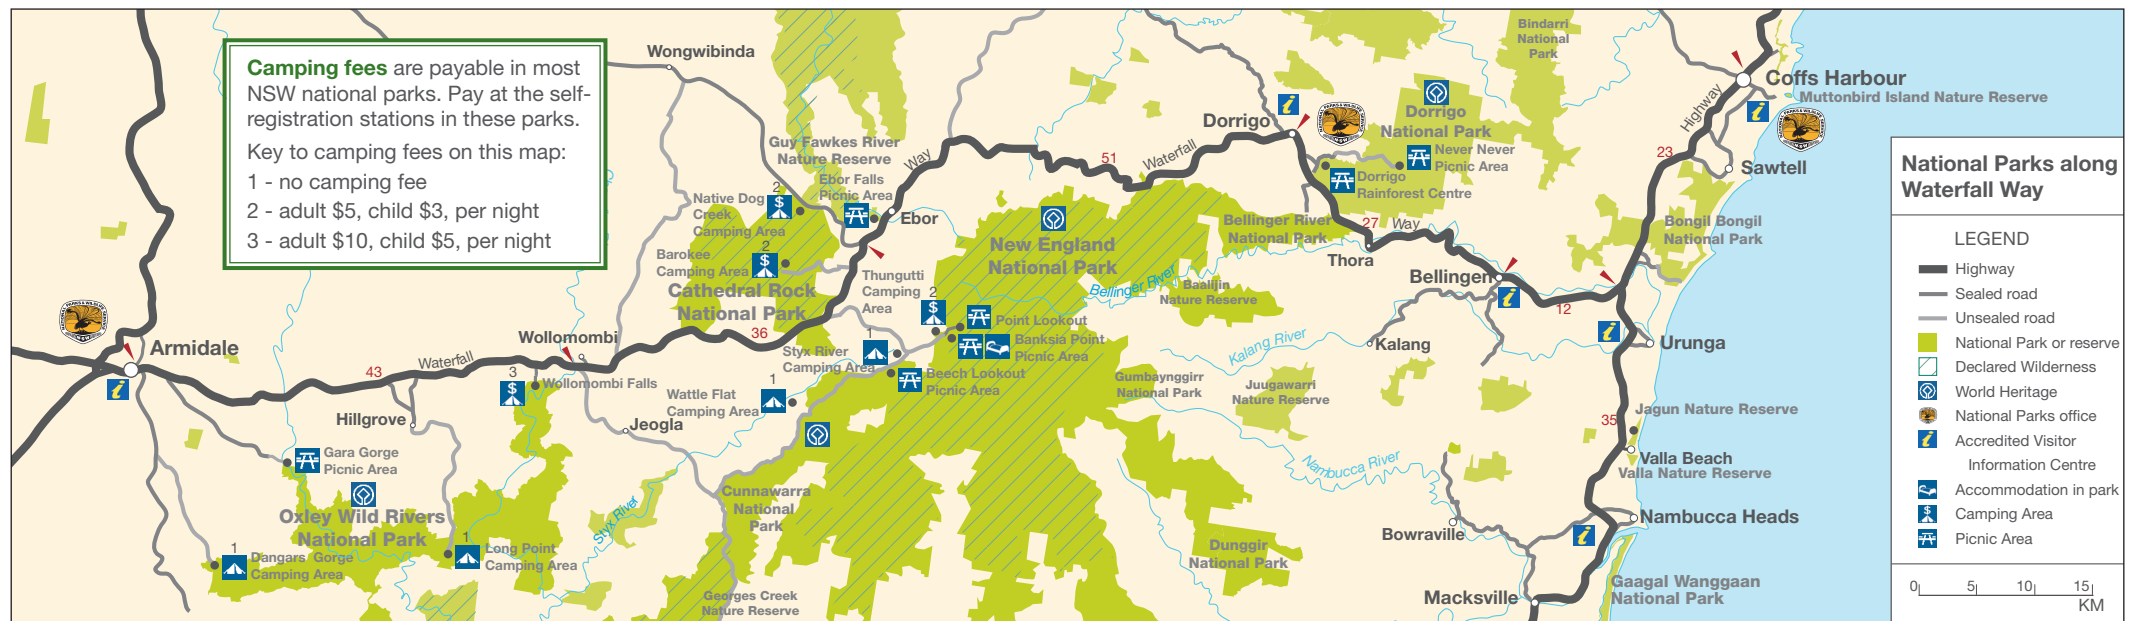 Camping fees are payable in most
NSW national parks. Pay at the self-
registration stations in these parks.
Key to camping fees on this map:
1 - no camping fee
2 - adult $5, child $3, per night
3 - adult $10, child $5, per night
Wongwibinda
Guy Fawkes River
Nature Reserve
Ebor Falls
Picnic Area
2
Native Dog
Creek
Camping Area
2
Barokee
Camping Area
Cathedral Rock
National Park
Ebor
Way
51
Waterfall
Thungutti
Camping
Area
2
New England
National Park
Point Lookout
Banksia Point
Picnic Area
Beech Lookout
Picnic Area
1
Styx River
Camping Area
1
Wattle Flat
Camping Area
36
Wollomombi
Waterfall
43
3
Wollomombi Falls
Armidale
Hillgrove
Jeogla
Gara Gorge
Picnic Area
Oxley Wild Rivers
National Park
1
Dangars Gorge
Camping Area
1
Long Point
Camping Area
Styx River
Cunnawarra
National
Park
Georges Creek
Nature Reserve
Bindarri
National
Park
Dorrigo
Dorrigo
National Park
Never Never
Picnic Area
Dorrigo
Rainforest Centre
Bellinger River
National Park
27
Way
Thora
Bellinger River
Baalijin
Nature Reserve
Bellingen
12
Kalang River
Kalang
Gumbaynggirr
National Park
Juugawarri
Nature Reserve
Nambucca River
Dunggir
National Park
Bowraville
Macksville
Coffs Harbour
Muttonbird Island Nature Reserve
Highway
23
Sawtell
Bongil Bongil
National Park
Urunga
Jagun Nature Reserve
35
Valla Beach
Valla Nature Reserve
Nambucca Heads
Gaagal Wanggaan
National Park
National Parks along
Waterfall Way
LEGEND
Highway
Sealed road
Unsealed road
National Park or reserve
Declared Wilderness
World Heritage
National Parks office
Accredited Visitor
Information Centre
Accommodation in park
Camping Area
Picnic Area
0 5 10 15
KM